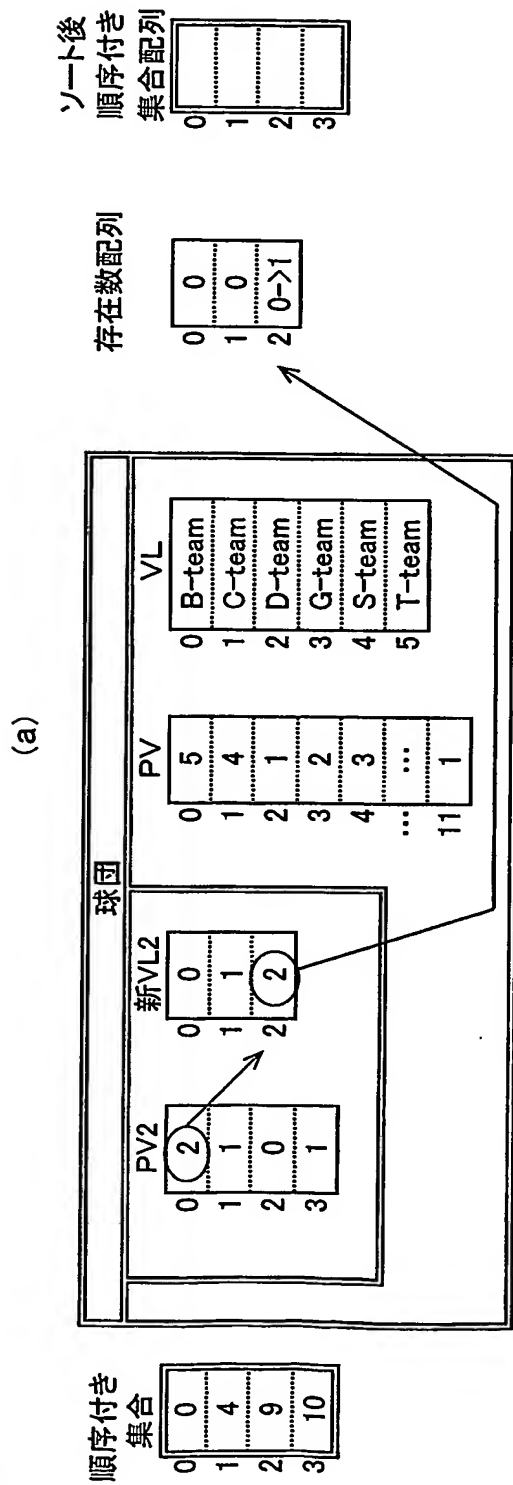 (a)
順序付き
集合
0 0
1 4
2 9
3 10
球団
PV2
0 2
1 1
2 0
3 1
新VL2
0 0
1 1
2 2
PV
0 5
1 4
2 1
3 2
4 3
... ...
11 1
VL
0 B-team
1 C-team
2 D-team
3 G-team
4 S-team
5 T-team
存在数配列
0 0
1 0
2 0->1
ソート後
順序付き
集合配列
0
1
2
3